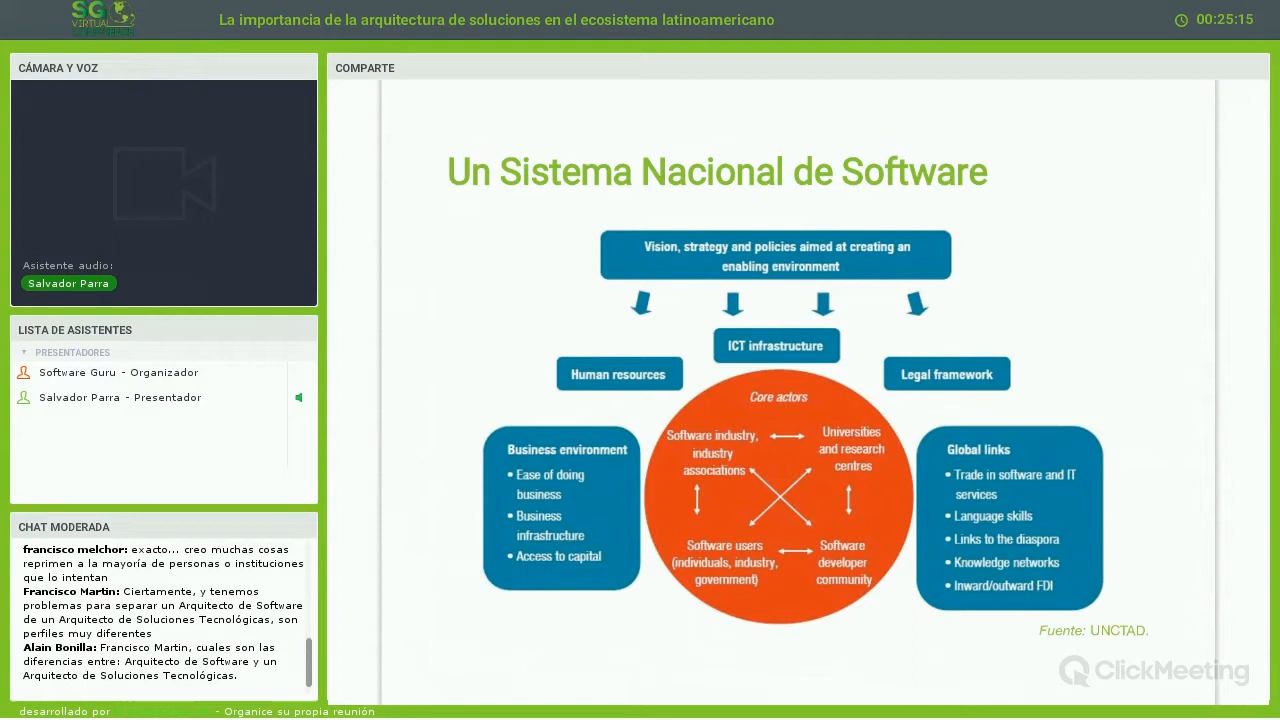 SG
VIRTUAL
La importancia de la arquitectura de soluciones en el ecosistema latinoamericano
00:25:15
CÁMARA Y VOZ
Asistente audio:
Salvador Parra
LISTA DE ASISTENTES
PRESENTADORES
Software Guru - Organizador
Salvador Parra - Presentador
CHAT MODERADA
francisco melchor: exacto... creo muchas cosas
reprimen a la mayoría de personas o instituciones
que lo intentan
Francisco Martin: Ciertamente, y tenemos
problemas para separar un Arquitecto de Software
de un Arquitecto de Soluciones Tecnológicas, son
perfiles muy diferentes
Alain Bonilla: Francisco Martin, cuales son las
diferencias entre: Arquitecto de Software y un
Arquitecto de Soluciones Tecnológicas.
desarrollado por
- Organice su propia reunión
COMPARTE
Un Sistema Nacional de Software
Vision, strategy and policies aimed at creating an
enabling environment
ICT infrastructure
Human resources
Legal framework
Core actors
Software industry,
industry
associations
Universities
and research
centres
Software users
(individuals, industry,
government)
Software
developer
community
Business environment
• Ease of doing
business
• Business
infrastructure
• Access to capital
Global links
• Trade in software and IT
services
• Language skills
• Links to the diaspora
• Knowledge networks
• Inward/outward FDI
Fuente: UNCTAD.
ClickMeeting